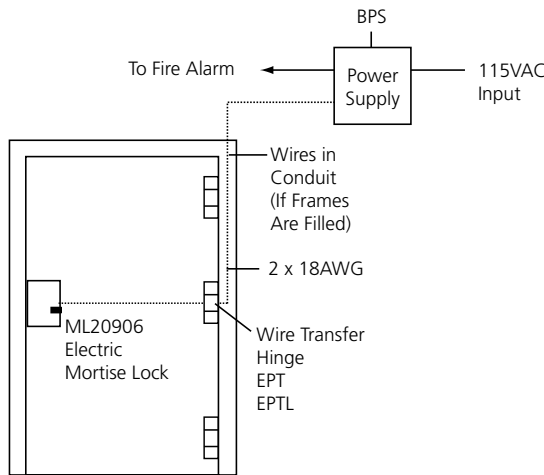 BPS
To Fire Alarm
Power
Supply
115VAC
Input
Wires in
Conduit
(If Frames
Are Filled)
2 x 18AWG
ML20906
Electric
Mortise Lock
Wire Transfer
Hinge
EPT
EPTL